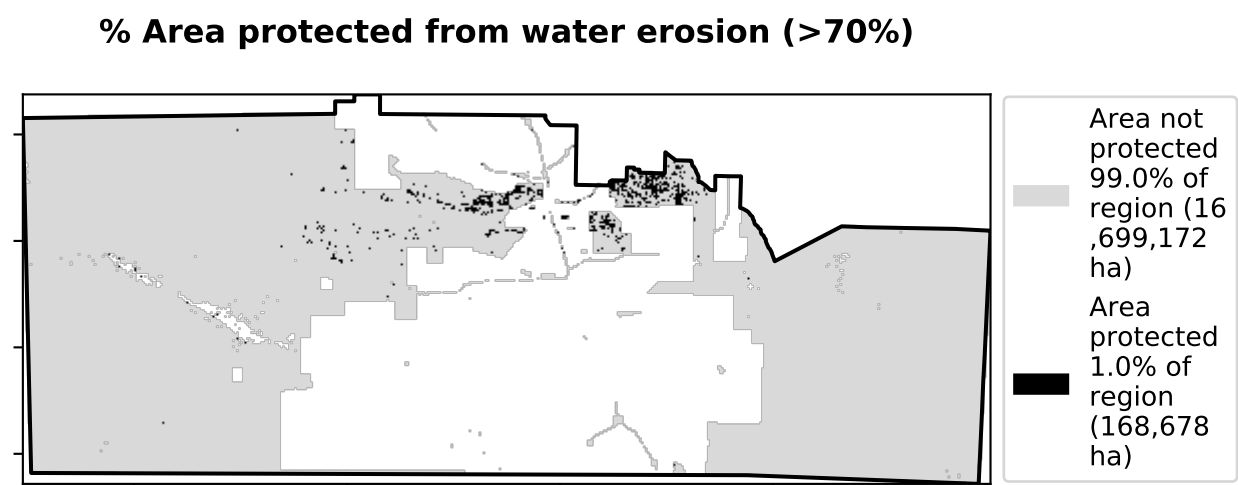 % Area protected from water erosion (>70%)
Area not
protected
99.0% of
region (16
,699,172
ha)
Area
protected
1.0% of
region
(168,678
ha)